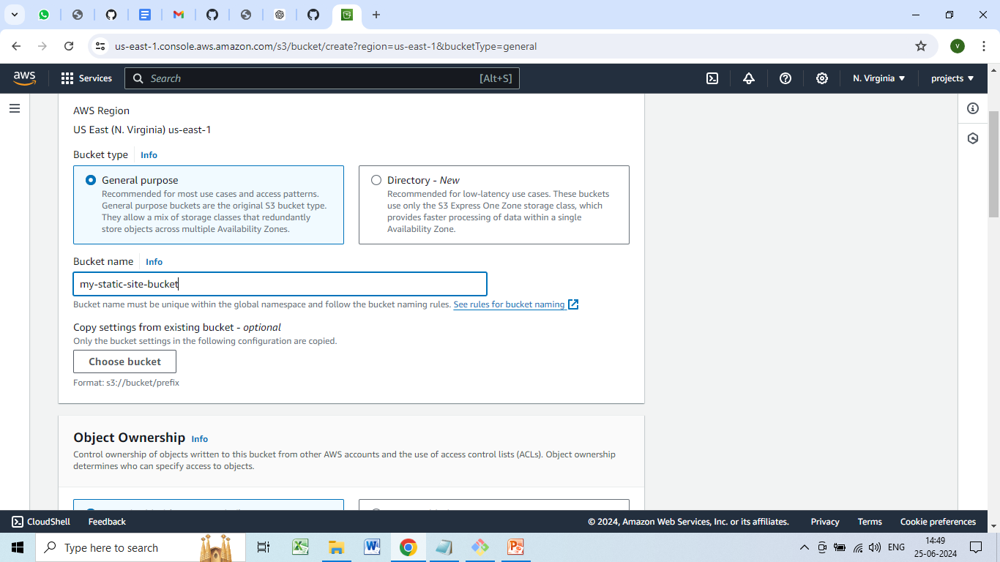 us-east-1.console.aws.amazon.com/s3/bucket/create?region=us-east-1&bucketType=general
V
aws
Services
Search
[Alt+S]
N. Virginia
projects
AWS Region
US East (N. Virginia) us-east-1
Bucket type
Info
General purpose
Recommended for most use cases and access patterns.
General purpose buckets are the original S3 bucket type.
They allow a mix of storage classes that redundantly
store objects across multiple Availability Zones.
Directory - New
Recommended for low-latency use cases. These buckets
use only the S3 Express One Zone storage class, which
provides faster processing of data within a single
Availability Zone.
Bucket name
Info
my-static-site-bucket
Bucket name must be unique within the global namespace and follow the bucket naming rules. See rules for bucket naming
Copy settings from existing bucket - optional
Only the bucket settings in the following configuration are copied.
Choose bucket
Format: s3://bucket/prefix
Object Ownership Info
Control ownership of objects written to this bucket from other AWS accounts and the use of access control lists (ACLs). Object ownership
determines who can specify access to objects.
CloudShell
Feedback
© 2024, Amazon Web Services, Inc. or its affiliates.
Privacy
Terms
Cookie preferences
Type here to search
ENG
14:49
25-06-2024